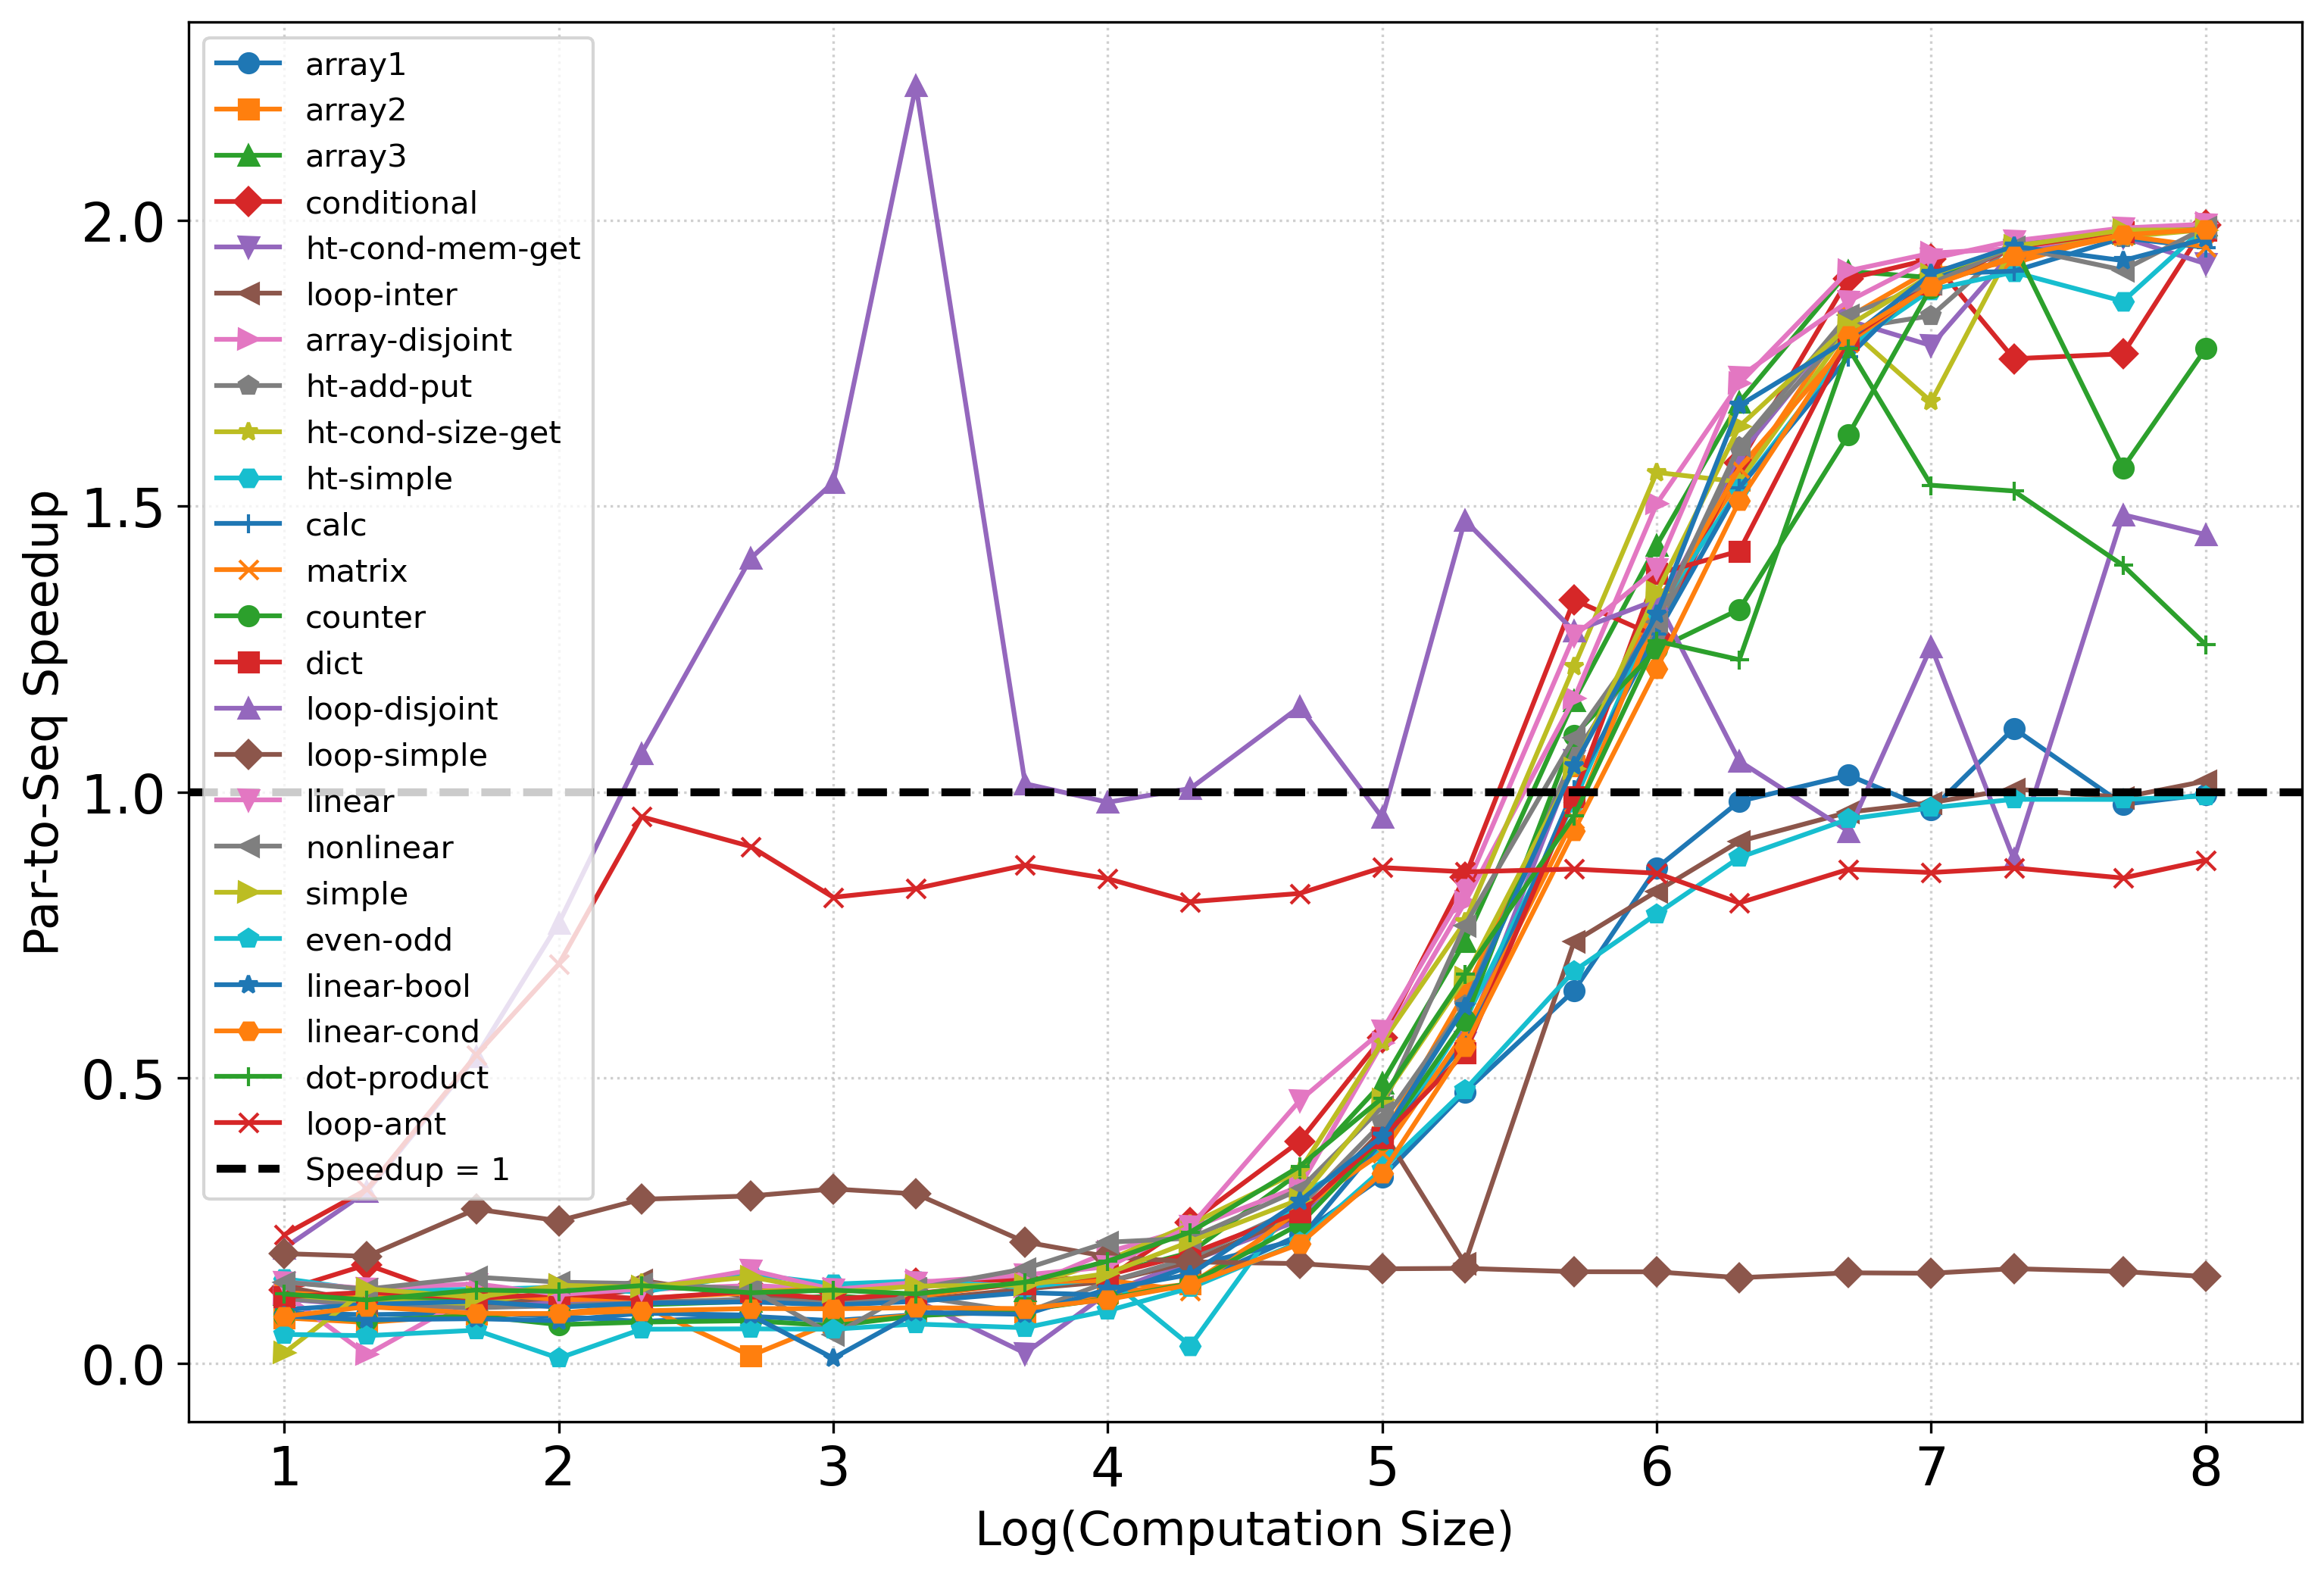 Par-to-Seq Speedup
2.0
1.5
1.0
0.5
0.0
array1
array2
array3
conditional
ht-cond-mem-get
loop-inter
array-disjoint
ht-add-put
ht-cond-size-get
ht-simple
calc
matrix
counter
dict
loop-disjoint
loop-simple
linear
nonlinear
simple
even-odd
linear-bool
linear-cond
dot-product
loop-amt
Speedup = 1
1 2 3 4 5 6 7 8
Log(Computation Size)